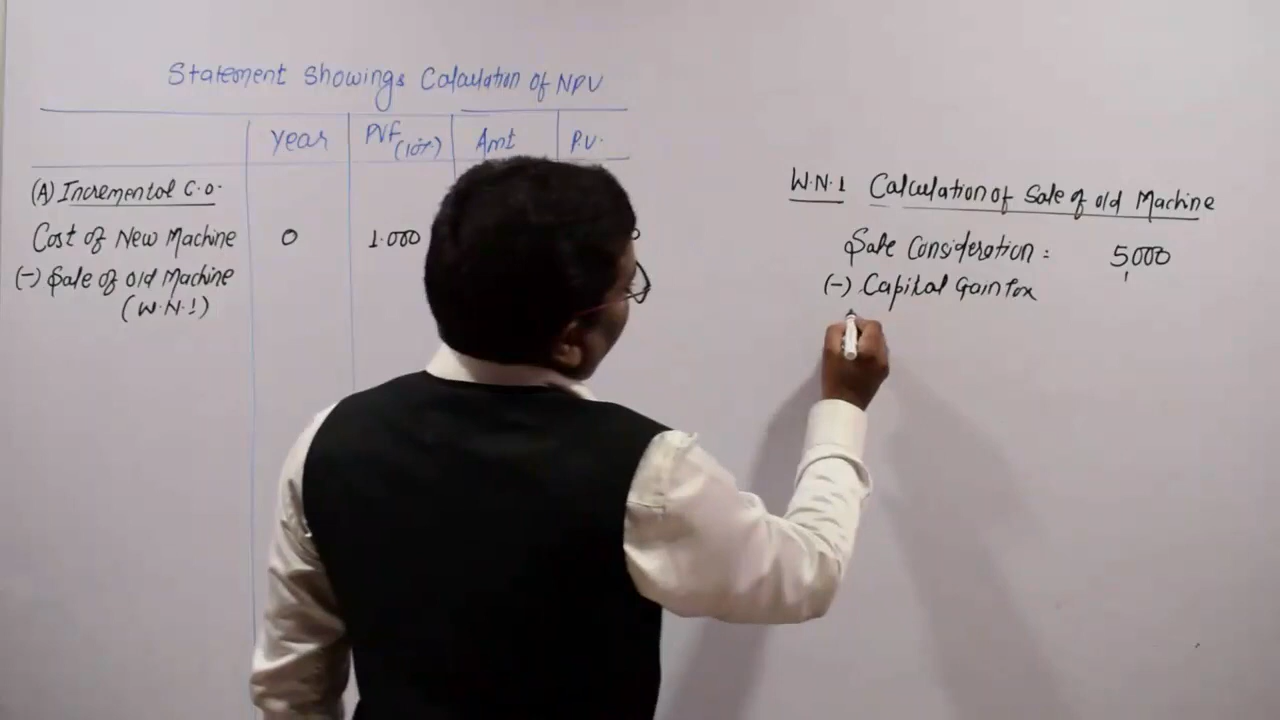 Statement Showings Calculation of NPV
Year PVf (10%) Amt P.V.
(A) Incremental C.O.
Cost of New Machine 0 1.000
(-) Sale of old Machine
(W.N.1)
W.N.1 Calculation of Sale of old Machine
Sale Consideration : 5,000
(-) Capital Gain tax